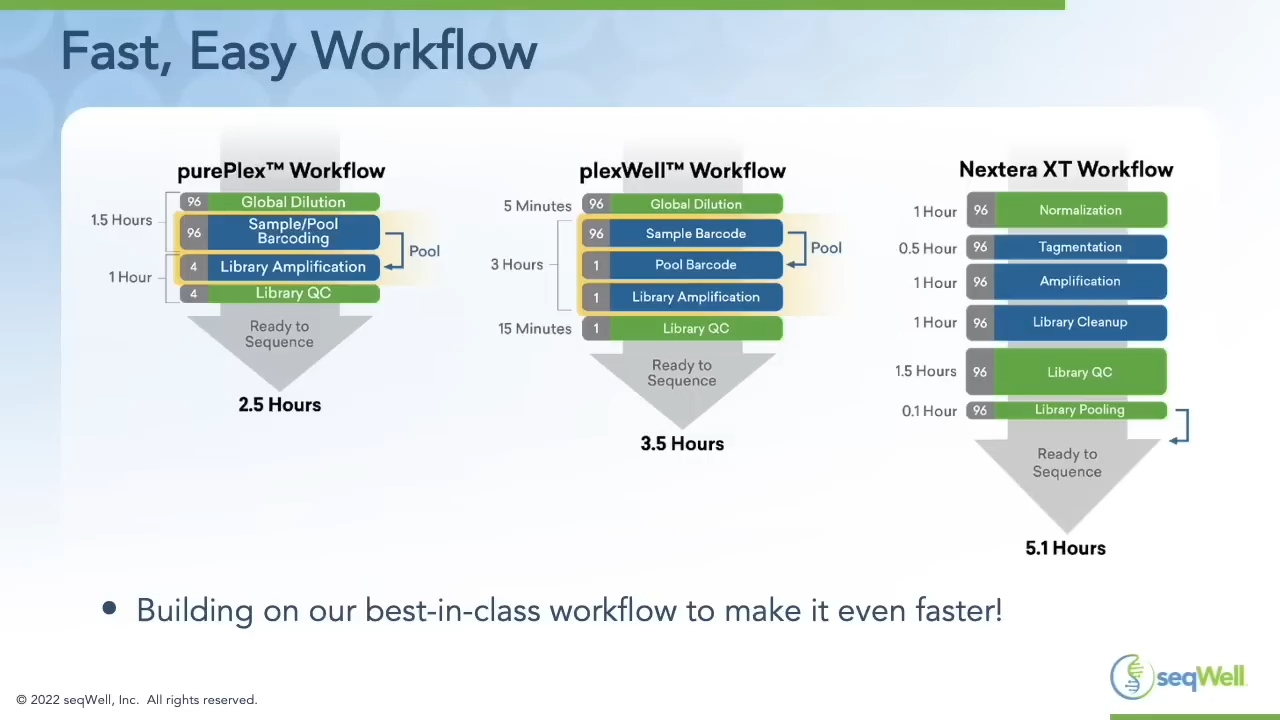 Fast, Easy Workflow
purePlex™ Workflow
1.5 Hours
96 Global Dilution
96 Sample/Pool
Barcoding
Pool
1 Hour
4 Library Amplification
4 Library QC
Ready to
Sequence
2.5 Hours
plexWell™ Workflow
5 Minutes
96 Global Dilution
3 Hours
96 Sample Barcode
Pool
1 Pool Barcode
1 Library Amplification
15 Minutes
1 Library QC
Ready to
Sequence
3.5 Hours
Nextera XT Workflow
1 Hour 96 Normalization
0.5 Hour 96 Tagmentation
1 Hour 96 Amplification
1 Hour 96 Library Cleanup
1.5 Hours 96 Library QC
0.1 Hour 96 Library Pooling
Ready to
Sequence
5.1 Hours
• Building on our best-in-class workflow to make it even faster!
© 2022 seqWell, Inc. All rights reserved.
seqWell